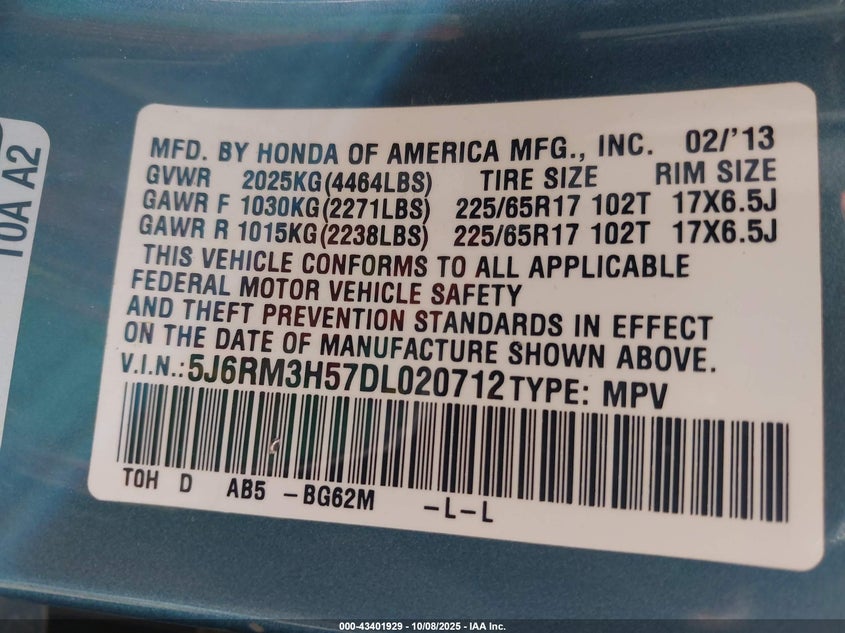 MFD. BY HONDA OF AMERICA MFG., INC. 02/'13
GVWR 2025KG(4464LBS) TIRE SIZE RIM SIZE
GAWR F 1030KG(2271LBS) 225/65R17 102T 17X6.5J
GAWR R 1015KG(2238LBS) 225/65R17 102T 17X6.5J
THIS VEHICLE CONFORMS TO ALL APPLICABLE
FEDERAL MOTOR VEHICLE SAFETY
AND THEFT PREVENTION STANDARDS IN EFFECT
ON THE DATE OF MANUFACTURE SHOWN ABOVE.
V.I.N.:5J6RM3H57DL020712 TYPE: MPV
TOH D AB5 -BG62M -L-L
10A A2
000-43401929 - 10/08/2025 - IAA Inc.